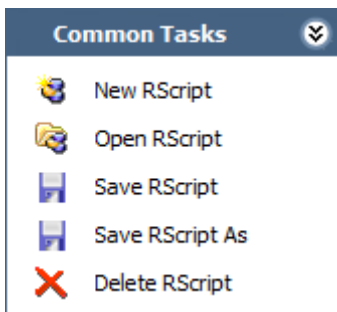 Common Tasks
New RScript
Open RScript
Save RScript
Save RScript As
Delete RScript